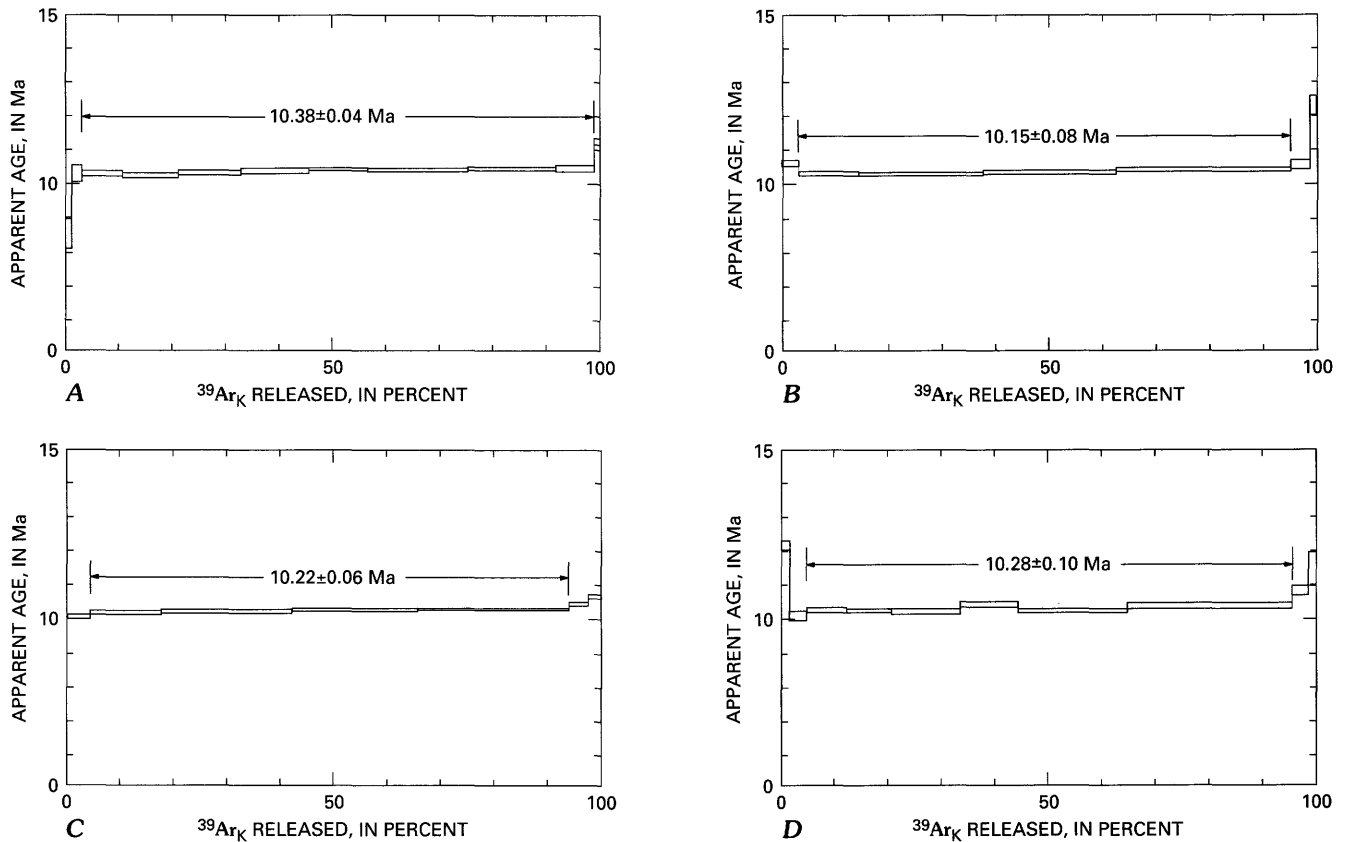 15
10
0
APPARENT AGE, IN Ma
10.38±0.04 Ma
0
50
100
A
³⁹Ar_K RELEASED, IN PERCENT
15
10
0
APPARENT AGE, IN Ma
10.15±0.08 Ma
0
50
100
B
³⁹Ar_K RELEASED, IN PERCENT
15
10
0
APPARENT AGE, IN Ma
10.22±0.06 Ma
0
50
100
C
³⁹Ar_K RELEASED, IN PERCENT
15
10
0
APPARENT AGE, IN Ma
10.28±0.10 Ma
0
50
100
D
³⁹Ar_K RELEASED, IN PERCENT